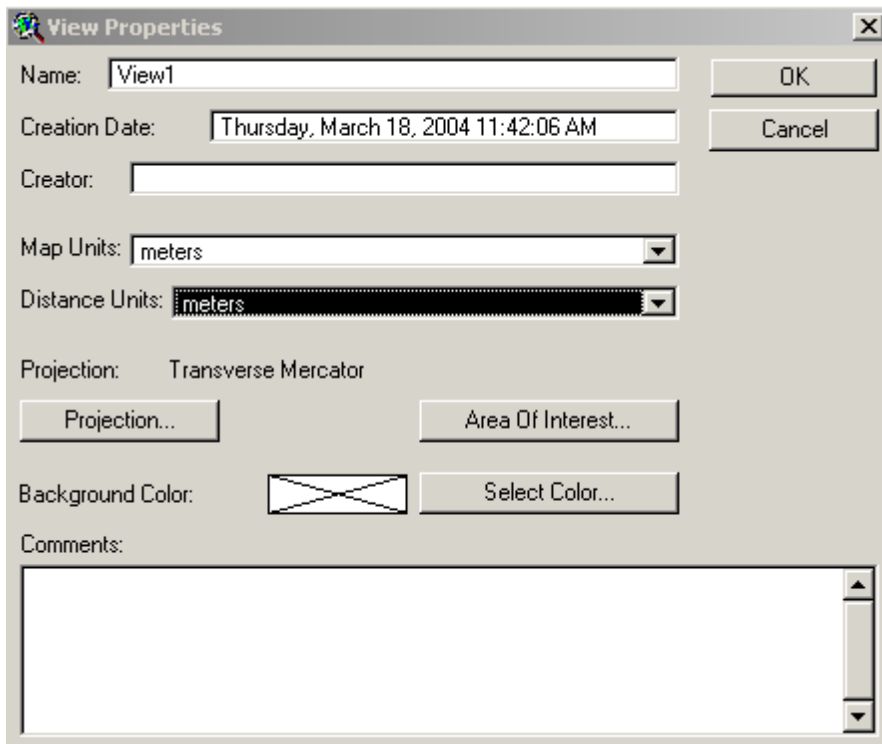 View Properties
Name: View1
OK
Creation Date: Thursday, March 18, 2004 11:42:06 AM
Cancel
Creator:
Map Units: meters
Distance Units: meters
Projection: Transverse Mercator
Projection...
Area Of Interest...
Background Color:
Select Color...
Comments: